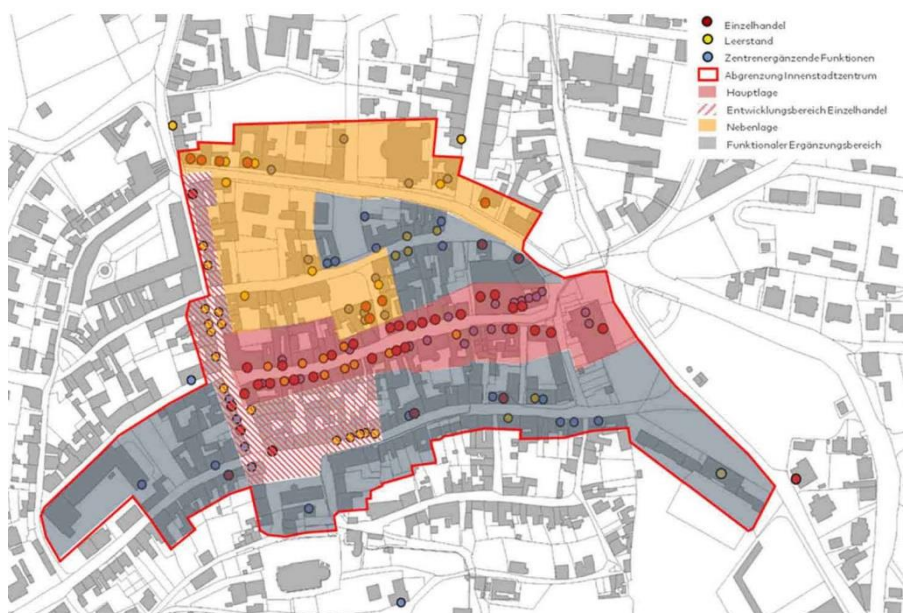 Einzelhandel
Leerstand
Zentrenergänzende Funktionen
Abgrenzung Innenstadtzentrum
Hauptlage
Entwicklungsbereich Einzelhandel
Nebenlage
Funktionaler Ergänzungsbereich